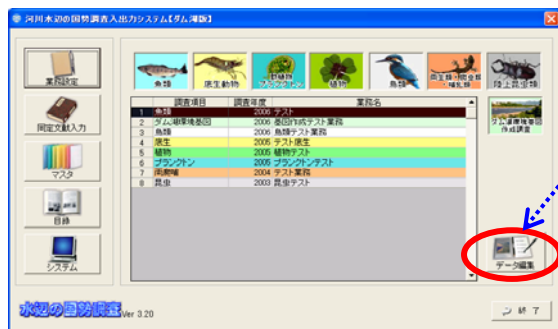 河川水辺の国勢調査入出力システム【ダム湖版】
業務設定
同定文献入力
マスタ
目録
システム
魚類
底生動物
動植物プランクトン
植物
鳥類
両生類・爬虫類・哺乳類
陸上昆虫類
調査項目 調査年度 業務名
1 魚類 2006 テスト
2 ダム湖環境基図 2006 基図作成テスト業務
3 鳥類 2006 鳥類テスト業務
4 底生 2005 テスト底生
5 植物 2005 植物テスト
6 プランクトン 2005 プランクトンテスト
7 両爬哺 2004 テスト業務
8 昆虫 2003 昆虫テスト
ダム湖環境基図
作成調査
データ編集
水辺の国勢調査 Ver 3.20
終了